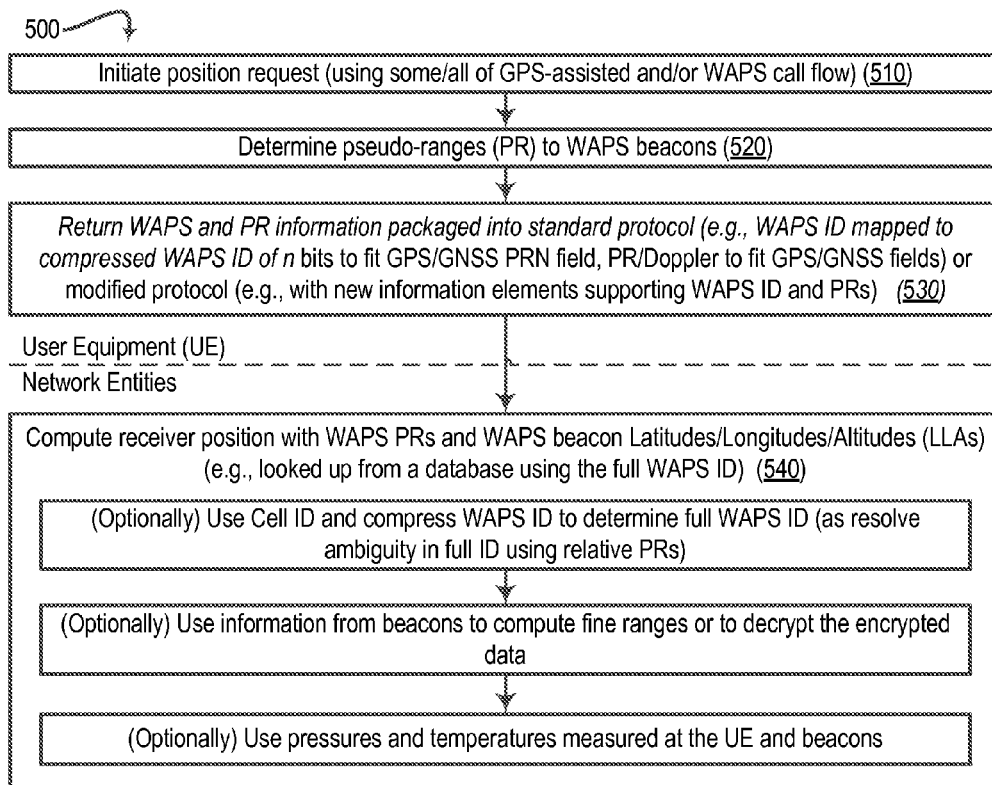 500
Initiate position request (using some/all of GPS-assisted and/or WAPS call flow) (510)
Determine pseudo-ranges (PR) to WAPS beacons (520)
Return WAPS and PR information packaged into standard protocol (e.g., WAPS ID mapped to
compressed WAPS ID of n bits to fit GPS/GNSS PRN field, PR/Doppler to fit GPS/GNSS fields) or
modified protocol (e.g., with new information elements supporting WAPS ID and PRs) (530)
User Equipment (UE)
Network Entities
Compute receiver position with WAPS PRs and WAPS beacon Latitudes/Longitudes/Altitudes (LLAs)
(e.g., looked up from a database using the full WAPS ID) (540)
(Optionally) Use Cell ID and compress WAPS ID to determine full WAPS ID (as resolve
ambiguity in full ID using relative PRs)
(Optionally) Use information from beacons to compute fine ranges or to decrypt the encrypted
data
(Optionally) Use pressures and temperatures measured at the UE and beacons